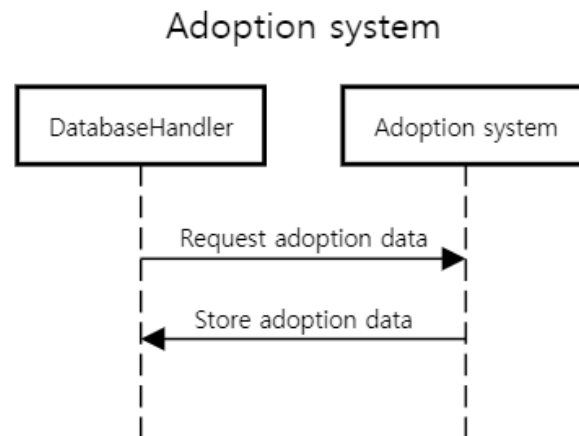 Adoption system
DatabaseHandler
Adoption system
Request adoption data
Store adoption data